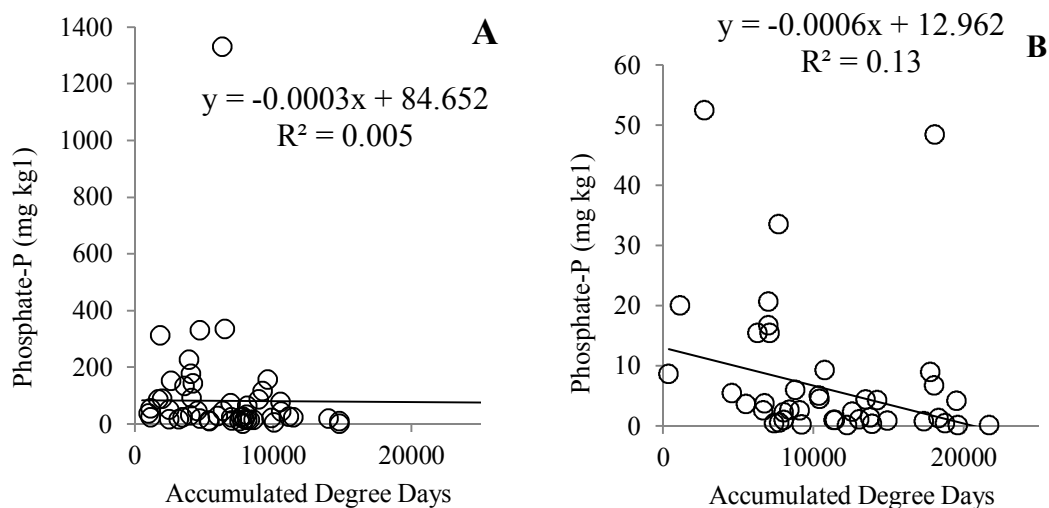 A
y = -0.0003x + 84.652
R² = 0.005
Phosphate-P (mg kg1)
1400
1200
1000
800
600
400
200
0
0 10000 20000
Accumulated Degree Days
y = -0.0006x + 12.962
R² = 0.13
B
Phosphate-P (mg kg1)
60
50
40
30
20
10
0
0 10000 20000
Accumulated Degree Days